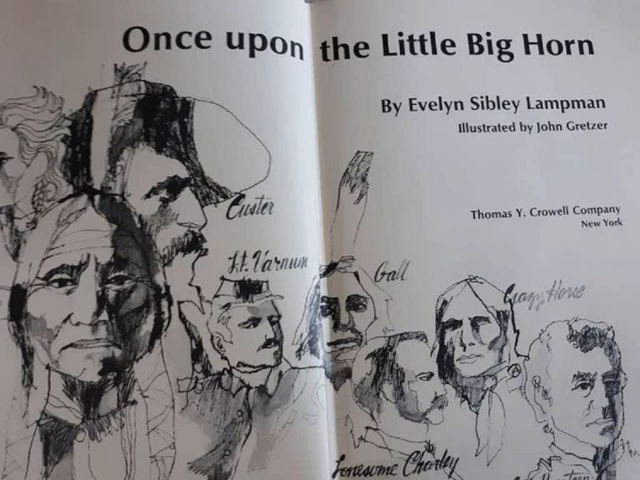 Once upon the Little Big Horn
By Evelyn Sibley Lampman
Illustrated by John Gretzer
Thomas Y. Crowell Company
New York
Custer
Lt. Varnum
Gall
Crazy Horse
Lonesome Charley